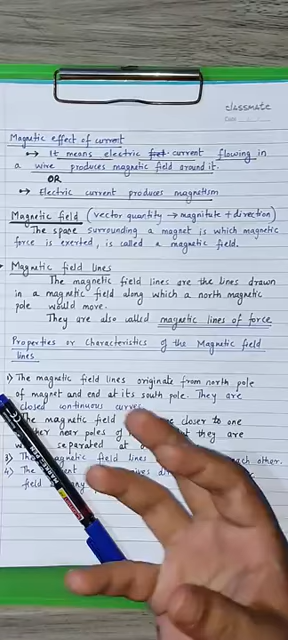 classmate
Date
Magnetic effect of current
↔ It means electric current flowing in
a wire produces magnetic field around it.
OR
↔ Electric current produces magnetism
Magnetic field (vector quantity → magnitude + direction)
The space surrounding a magnet is which magnetic
force is exerted, is called a magnetic field.
Magnetic field lines
The magnetic field lines are the lines drawn
in a magnetic field along which a north magnetic
pole would move.
They are also called magnetic lines of force
Properties or Characteristics of the Magnetic field
lines
1) The magnetic field lines originate from north pole
of magnet and end at its south pole. They are
closed continuous curves
The magnetic field closer to one
near poles of they are
separated at
3) The magnetic field lines each other.
4) The gives
field